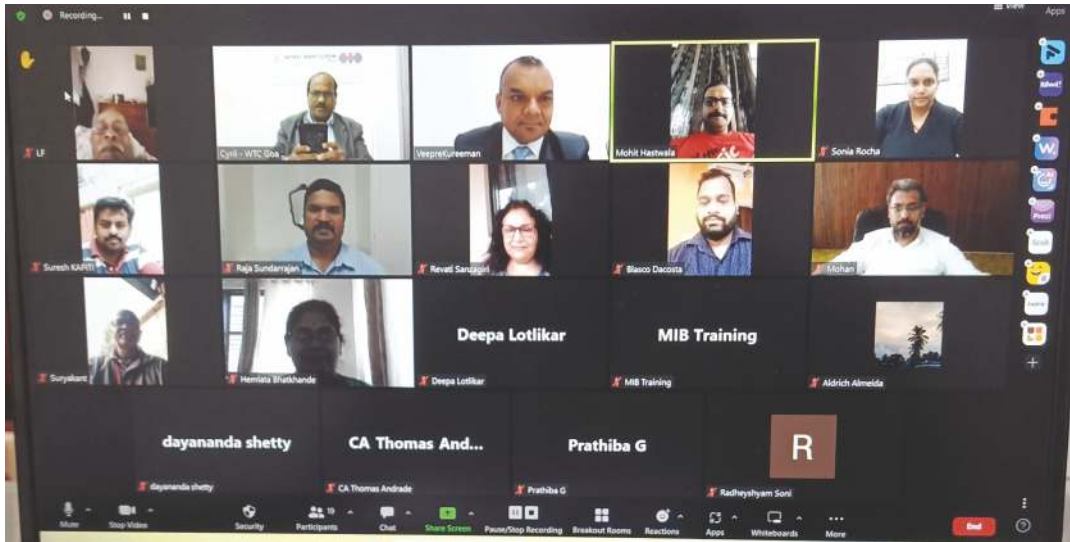 Recording...
View
Apps
LF
Cyril - WTC Goa
VeepreKureeman
Mohit Hastwala
Sonia Rocha
Suresh KAPITI
Raja Sundarrajan
Revati Sanzagiri
Blasco Dacosta
Mohan
Suryakant
Hemlata Bhatkhande
Deepa Lotlikar
Deepa Lotlikar
MIB Training
MIB Training
Aldrich Almeida
dayananda shetty
dayananda shetty
CA Thomas And...
CA Thomas Andrade
Prathiba G
Prathiba G
R
Radheyshyam Soni
W.
Prezi
Mute
Stop Video
Security
Participants
19
Chat
Share Screen
Pause/Stop Recording
Breakout Rooms
Reactions
Apps
Whiteboards
More
End